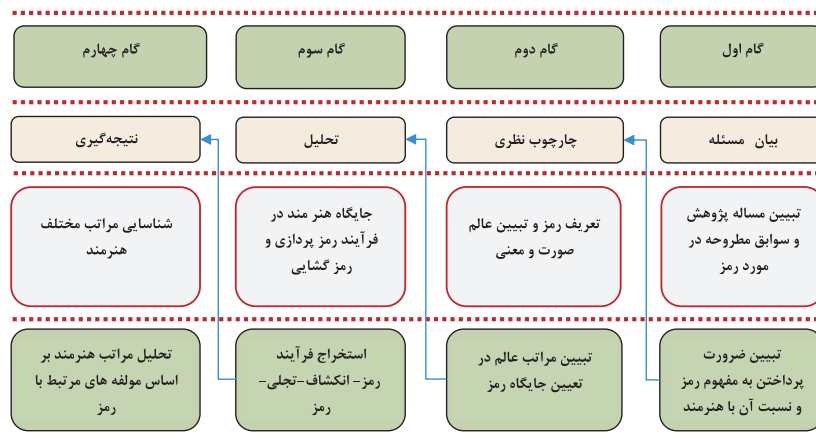 گام اول
گام دوم
گام سوم
گام چهارم
بیان مسئله
چارچوب نظری
تحلیل
نتیجه‌گیری
تبیین مساله پژوهش
و سوابق مطروحه در
مورد رمز
تعریف رمز و تبیین عالم
صورت و معنی
جایگاه هنر مند در
فرآیند رمز پردازی و
رمز گشایی
شناسایی مراتب مختلف
هنرمند
تبیین ضرورت
پرداختن به مفهوم رمز
و نسبت آن با هنرمند
تبیین مراتب عالم در
تعیین جایگاه رمز
استخراج فرآیند
رمز- انکشاف-تجلی-
رمز
تحلیل مراتب هنرمند بر
اساس مولفه های مرتبط با
رمز